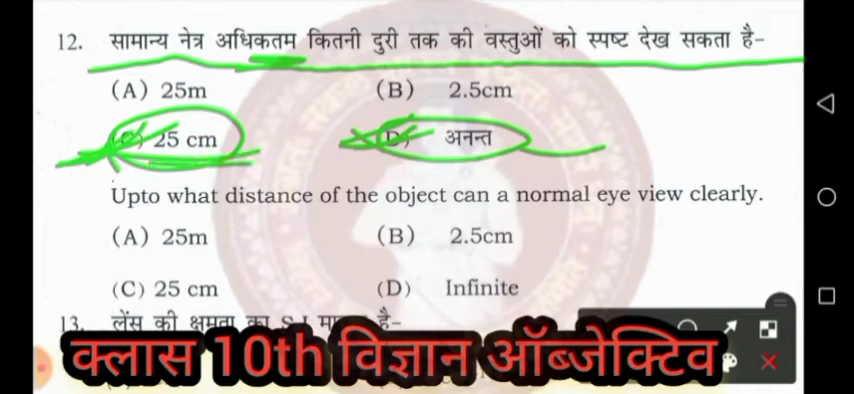 12. सामान्य नेत्र अधिकतम कितनी दुरी तक की वस्तुओं को स्पष्ट देख सकता है-
(A) 25m (B) 2.5cm
(C) 25 cm (D) अनन्त
Upto what distance of the object can a normal eye view clearly.
(A) 25m (B) 2.5cm
(C) 25 cm (D) Infinite
13. लेंस की क्षमता का S.I है-
क्लास 10th विज्ञान ऑब्जेक्टिव